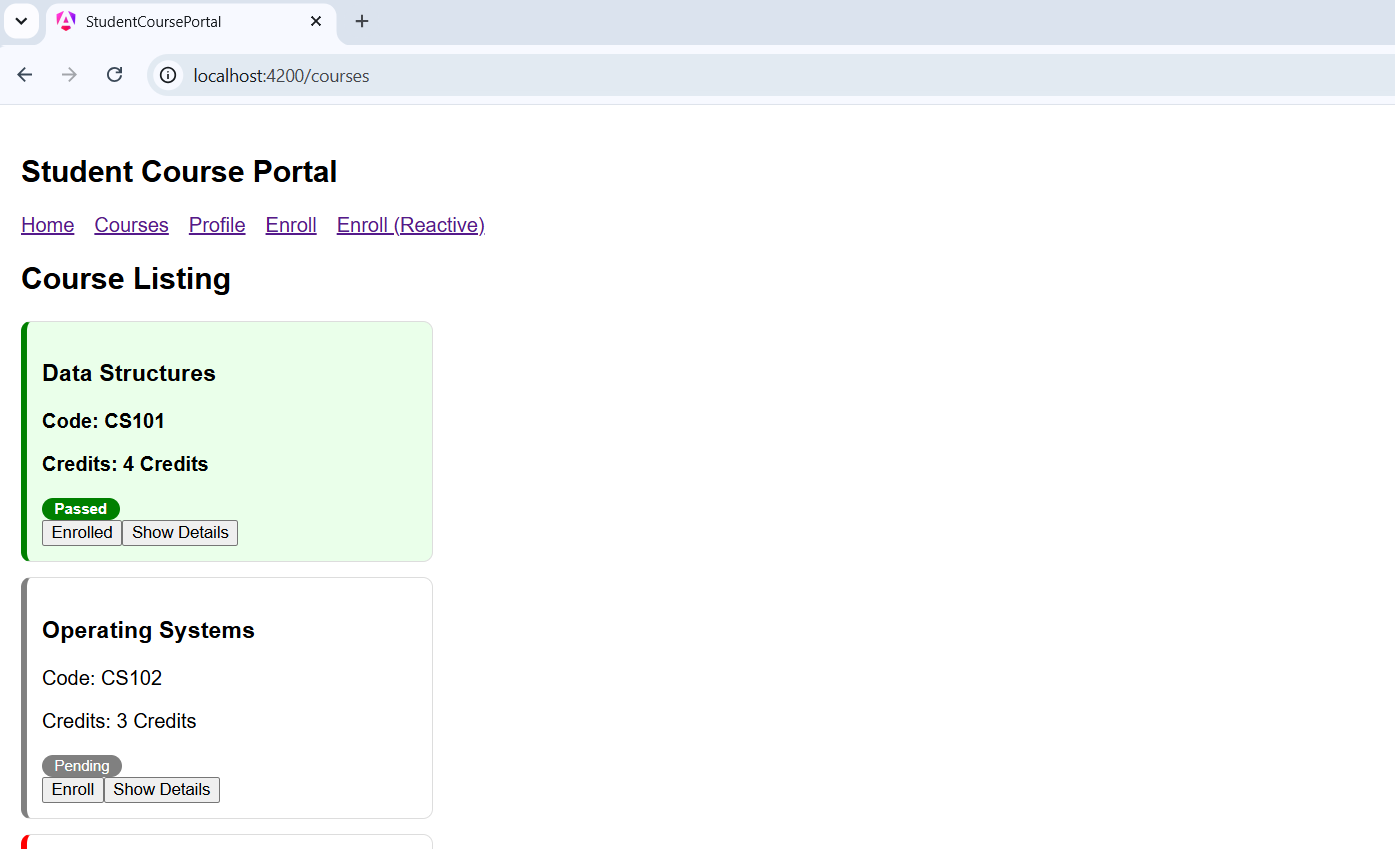 StudentCoursePortal
localhost:4200/courses
Student Course Portal
Home Courses Profile Enroll Enroll (Reactive)
Course Listing
Data Structures
Code: CS101
Credits: 4 Credits
Passed
Enrolled Show Details
Operating Systems
Code: CS102
Credits: 3 Credits
Pending
Enroll Show Details